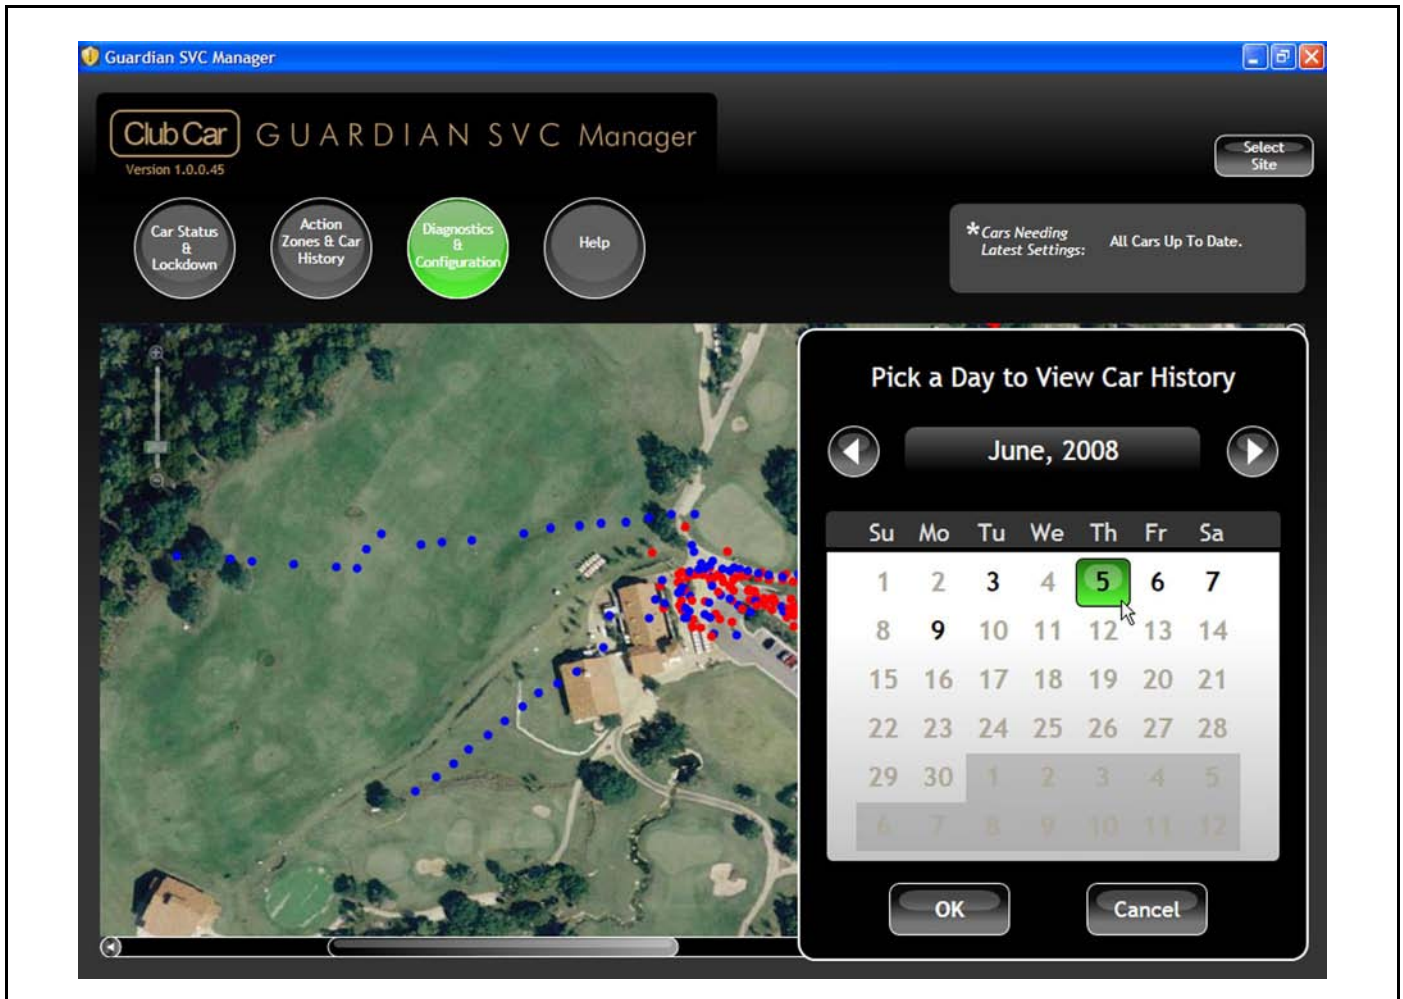 Guardian SVC Manager
Club Car GUARDIAN SVC Manager
Version 1.0.0.45
Select
Site
Car Status
&
Lockdown
Action
Zones & Car
History
Diagnostics
&
Configuration
Help
*Cars Needing
Latest Settings:
All Cars Up To Date.
Pick a Day to View Car History
June, 2008
Su Mo Tu We Th Fr Sa
1 2 3 4 5 6 7
8 9 10 11 12 13 14
15 16 17 18 19 20 21
22 23 24 25 26 27 28
29 30 1 2 3 4 5
6 7 8 9 10 11 12
OK
Cancel